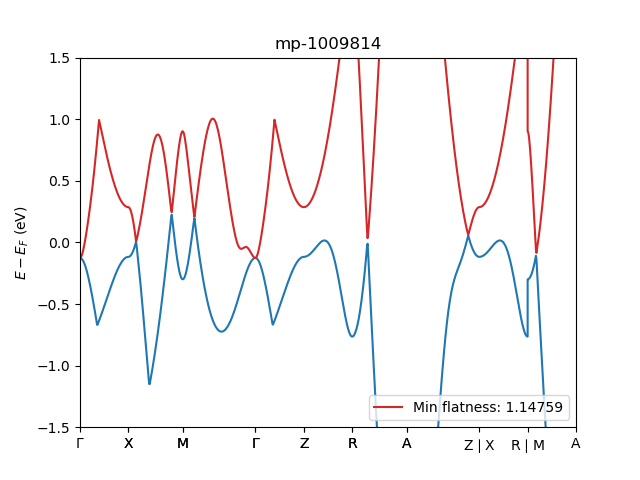 mp-1009814
E − E_F (eV)
1.5
1.0
0.5
0.0
−0.5
−1.0
−1.5
Min flatness: 1.14759
Γ X M Γ Z R A Z | X R | M A